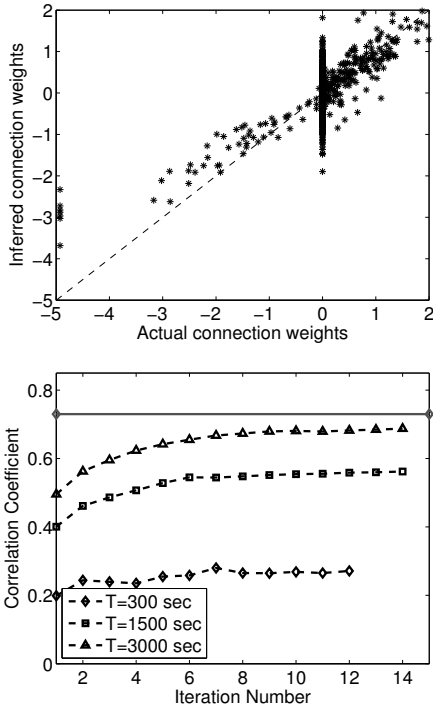 2
1
0
−1
−2
−3
−4
−5
Inferred connection weights
−5 −4 −3 −2 −1 0 1 2
Actual connection weights
0.8
0.6
0.4
0.2
0
Correlation Coefficient
T=300 sec
T=1500 sec
T=3000 sec
2 4 6 8 10 12 14
Iteration Number